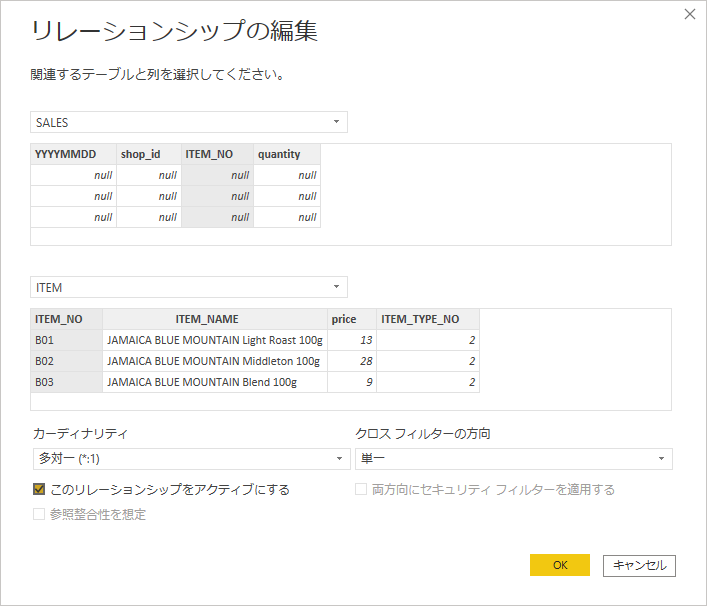 リレーションシップの編集
関連するテーブルと列を選択してください。
SALES
YYYYMMDD shop_id ITEM_NO quantity
null null null null
null null null null
null null null null
ITEM
ITEM_NO ITEM_NAME price ITEM_TYPE_NO
B01 JAMAICA BLUE MOUNTAIN Light Roast 100g 13 2
B02 JAMAICA BLUE MOUNTAIN Middleton 100g 28 2
B03 JAMAICA BLUE MOUNTAIN Blend 100g 9 2
カーディナリティ クロス フィルターの方向
多対一 (*:1) 単一
このリレーションシップをアクティブにする 両方向にセキュリティ フィルターを適用する
参照整合性を想定
OK キャンセル